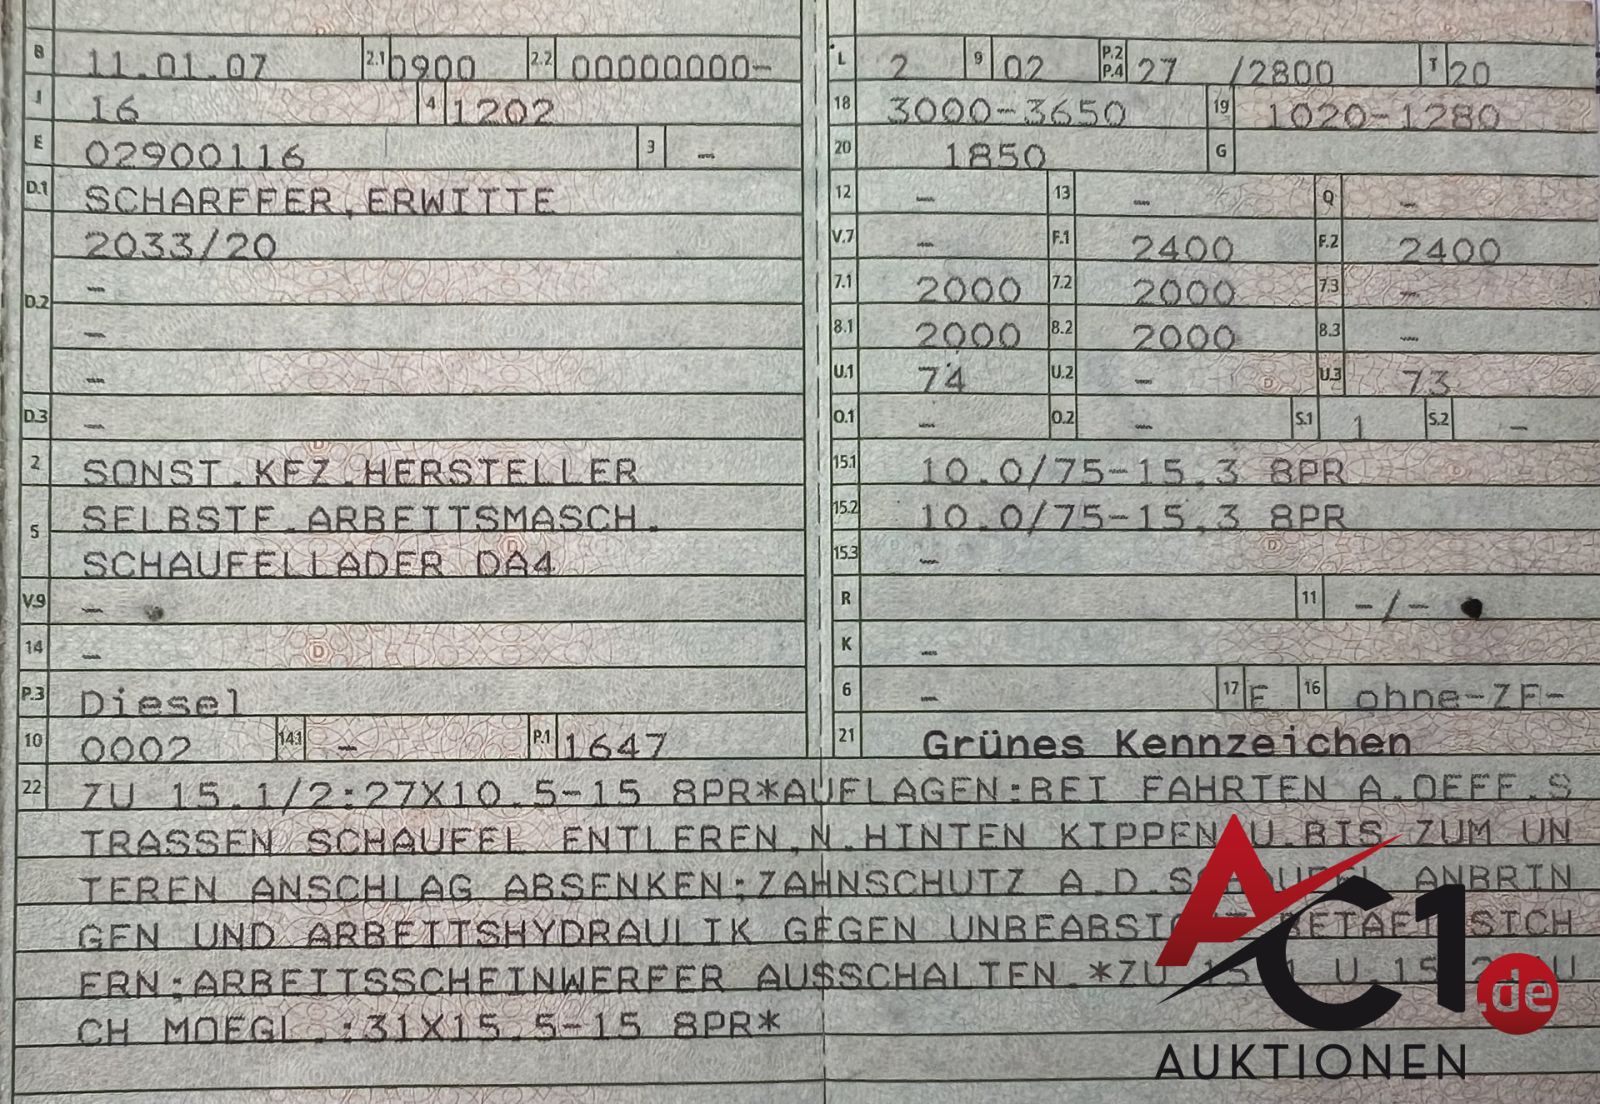 B 11.01.07 2.1 0900 2.2 00000000-
J 16 4 1202
E 02900116 3 -
D.1 SCHAEFFER,ERWITTE
D.2 2033/20
-
-
-
D.3 -
2 SONST.KFZ.HERSTELLER
5 SELBSTF.ARBEITSMASCH.
SCHAUFELLADER DA4
V.9 -
14 -
P.3 Diesel
10 0002 14.1 - P.1 1647
L 2 9 02 P.2 P.4 27 /2800 T 20
18 3000-3650 19 1020-1280
20 1850 G
12 - 13 - Q -
V.7 - F.1 2400 F.2 2400
7.1 2000 7.2 2000 7.3 -
8.1 2000 8.2 2000 8.3 -
U.1 74 U.2 - U.3 73
O.1 - O.2 - S.1 1 S.2 -
15.1 10.0/75-15.3 8PR
15.2 10.0/75-15.3 8PR
15.3 -
R 11 -/-
K -
6 - 17 E 16 ohne-ZF-
21 Grünes Kennzeichen
22 ZU 15.1/2:27X10.5-15 8PR*AUFLAGEN:BEI FAHRTEN A.OEFF.S
TRASSEN SCHAUFEL ENTLEREN,N.HINTEN KIPPEN U.BIS ZUM UN
TEREN ANSCHLAG ABSENKEN;ZAHNSCHUTZ A.D.SCHAUFEL ANBRIN
GEN UND ARBEITSHYDRAULIK GEGEN UNBEABSICHT.BETAET.SICH
ERN;ARBEITSSCHEINWERFER AUSSCHALTEN.*ZU 15.1 U.15.2 AU
CH MOEGL.:31X15.5-15 8PR*
AC1.de
AUKTIONEN